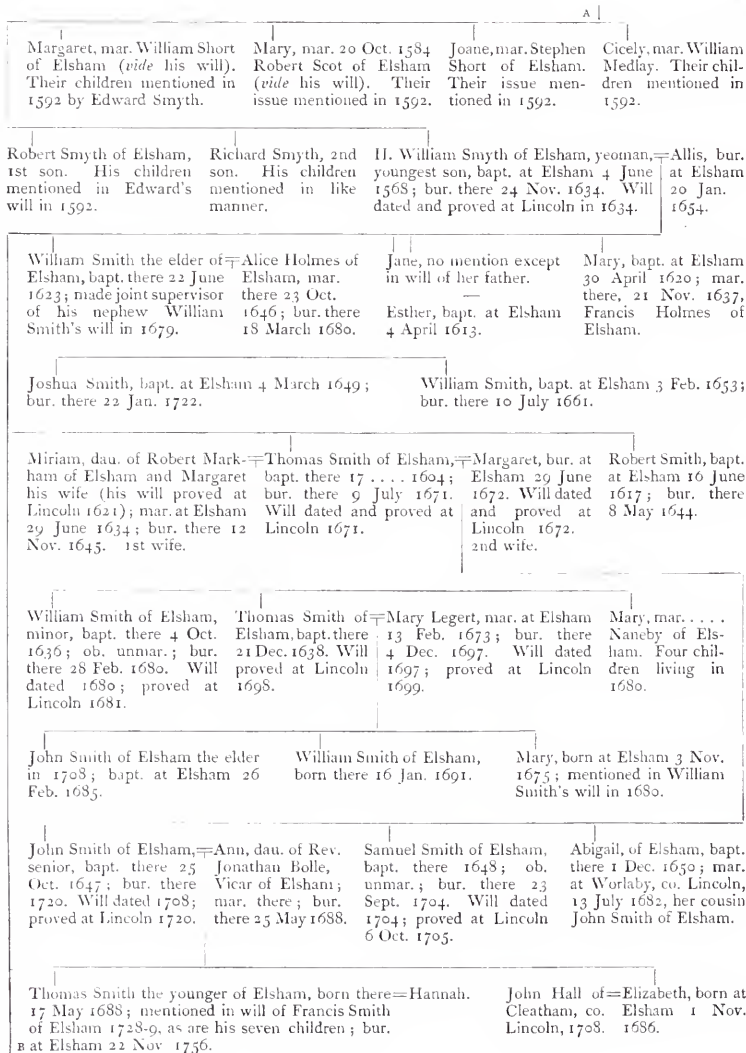 A
Margaret, mar. William Short
of Elsham (vide his will).
Their children mentioned in
1592 by Edward Smyth.
Mary, mar. 20 Oct. 1584
Robert Scot of Elsham
(vide his will). Their
issue mentioned in 1592.
Joane, mar. Stephen
Short of Elsham.
Their issue men-
tioned in 1592.
Cicely, mar. William
Medlay. Their chil-
dren mentioned in
1592.
Robert Smyth of Elsham,
1st son. His children
mentioned in Edward's
will in 1592.
Richard Smyth, 2nd
son. His children
mentioned in like
manner.
II. William Smyth of Elsham, yeoman,
youngest son, bapt. at Elsham 4 June
1568; bur. there 24 Nov. 1634. Will
dated and proved at Lincoln in 1634.
=Allis, bur.
at Elsham
20 Jan.
1654.
William Smith the elder of
Elsham, bapt. there 22 June
1623; made joint supervisor
of his nephew William
Smith's will in 1679.
=Alice Holmes of
Elsham, mar.
there 23 Oct.
1646; bur. there
18 March 1680.
Jane, no mention except
in will of her father.
—
Esther, bapt. at Elsham
4 April 1613.
Mary, bapt. at Elsham
30 April 1620; mar.
there, 21 Nov. 1637,
Francis Holmes of
Elsham.
Joshua Smith, bapt. at Elsham 4 March 1649;
bur. there 22 Jan. 1722.
William Smith, bapt. at Elsham 3 Feb. 1653;
bur. there 10 July 1661.
Miriam, dau. of Robert Mark-
ham of Elsham and Margaret
his wife (his will proved at
Lincoln 1621); mar. at Elsham
29 June 1634; bur. there 12
Nov. 1645. 1st wife.
=Thomas Smith of Elsham,
bapt. there 17 . . . . 1604;
bur. there 9 July 1671.
Will dated and proved at
Lincoln 1671.
=Margaret, bur. at
Elsham 29 June
1672. Will dated
and proved at
Lincoln 1672.
2nd wife.
Robert Smith, bapt.
at Elsham 16 June
1617; bur. there
8 May 1644.
William Smith of Elsham,
minor, bapt. there 4 Oct.
1636; ob. unmar.; bur.
there 28 Feb. 1680. Will
dated 1680; proved at
Lincoln 1681.
Thomas Smith of
Elsham, bapt. there
21 Dec. 1638. Will
proved at Lincoln
1698.
=Mary Legert, mar. at Elsham
13 Feb. 1673; bur. there
4 Dec. 1697. Will dated
1697; proved at Lincoln
1699.
Mary, mar. . . . .
Naneby of Els-
ham. Four chil-
dren living in
1680.
John Smith of Elsham the elder
in 1708; bapt. at Elsham 26
Feb. 1685.
William Smith of Elsham,
born there 16 Jan. 1691.
Mary, born at Elsham 3 Nov.
1675; mentioned in William
Smith's will in 1680.
John Smith of Elsham,
senior, bapt. there 25
Oct. 1647; bur. there
1720. Will dated 1708;
proved at Lincoln 1720.
=Ann, dau. of Rev.
Jonathan Bolle,
Vicar of Elsham;
mar. there; bur.
there 25 May 1688.
Samuel Smith of Elsham,
bapt. there 1648; ob.
unmar.; bur. there 23
Sept. 1704. Will dated
1704; proved at Lincoln
6 Oct. 1705.
Abigail, of Elsham, bapt.
there 1 Dec. 1650; mar.
at Worlaby, co. Lincoln,
13 July 1682, her cousin
John Smith of Elsham.
Thomas Smith the younger of Elsham, born there=Hannah.
17 May 1688; mentioned in will of Francis Smith
of Elsham 1728-9, as are his seven children; bur.
B at Elsham 22 Nov 1756.
John Hall of=Elizabeth, born at
Cleatham, co. Elsham 1 Nov.
Lincoln, 1708. 1686.